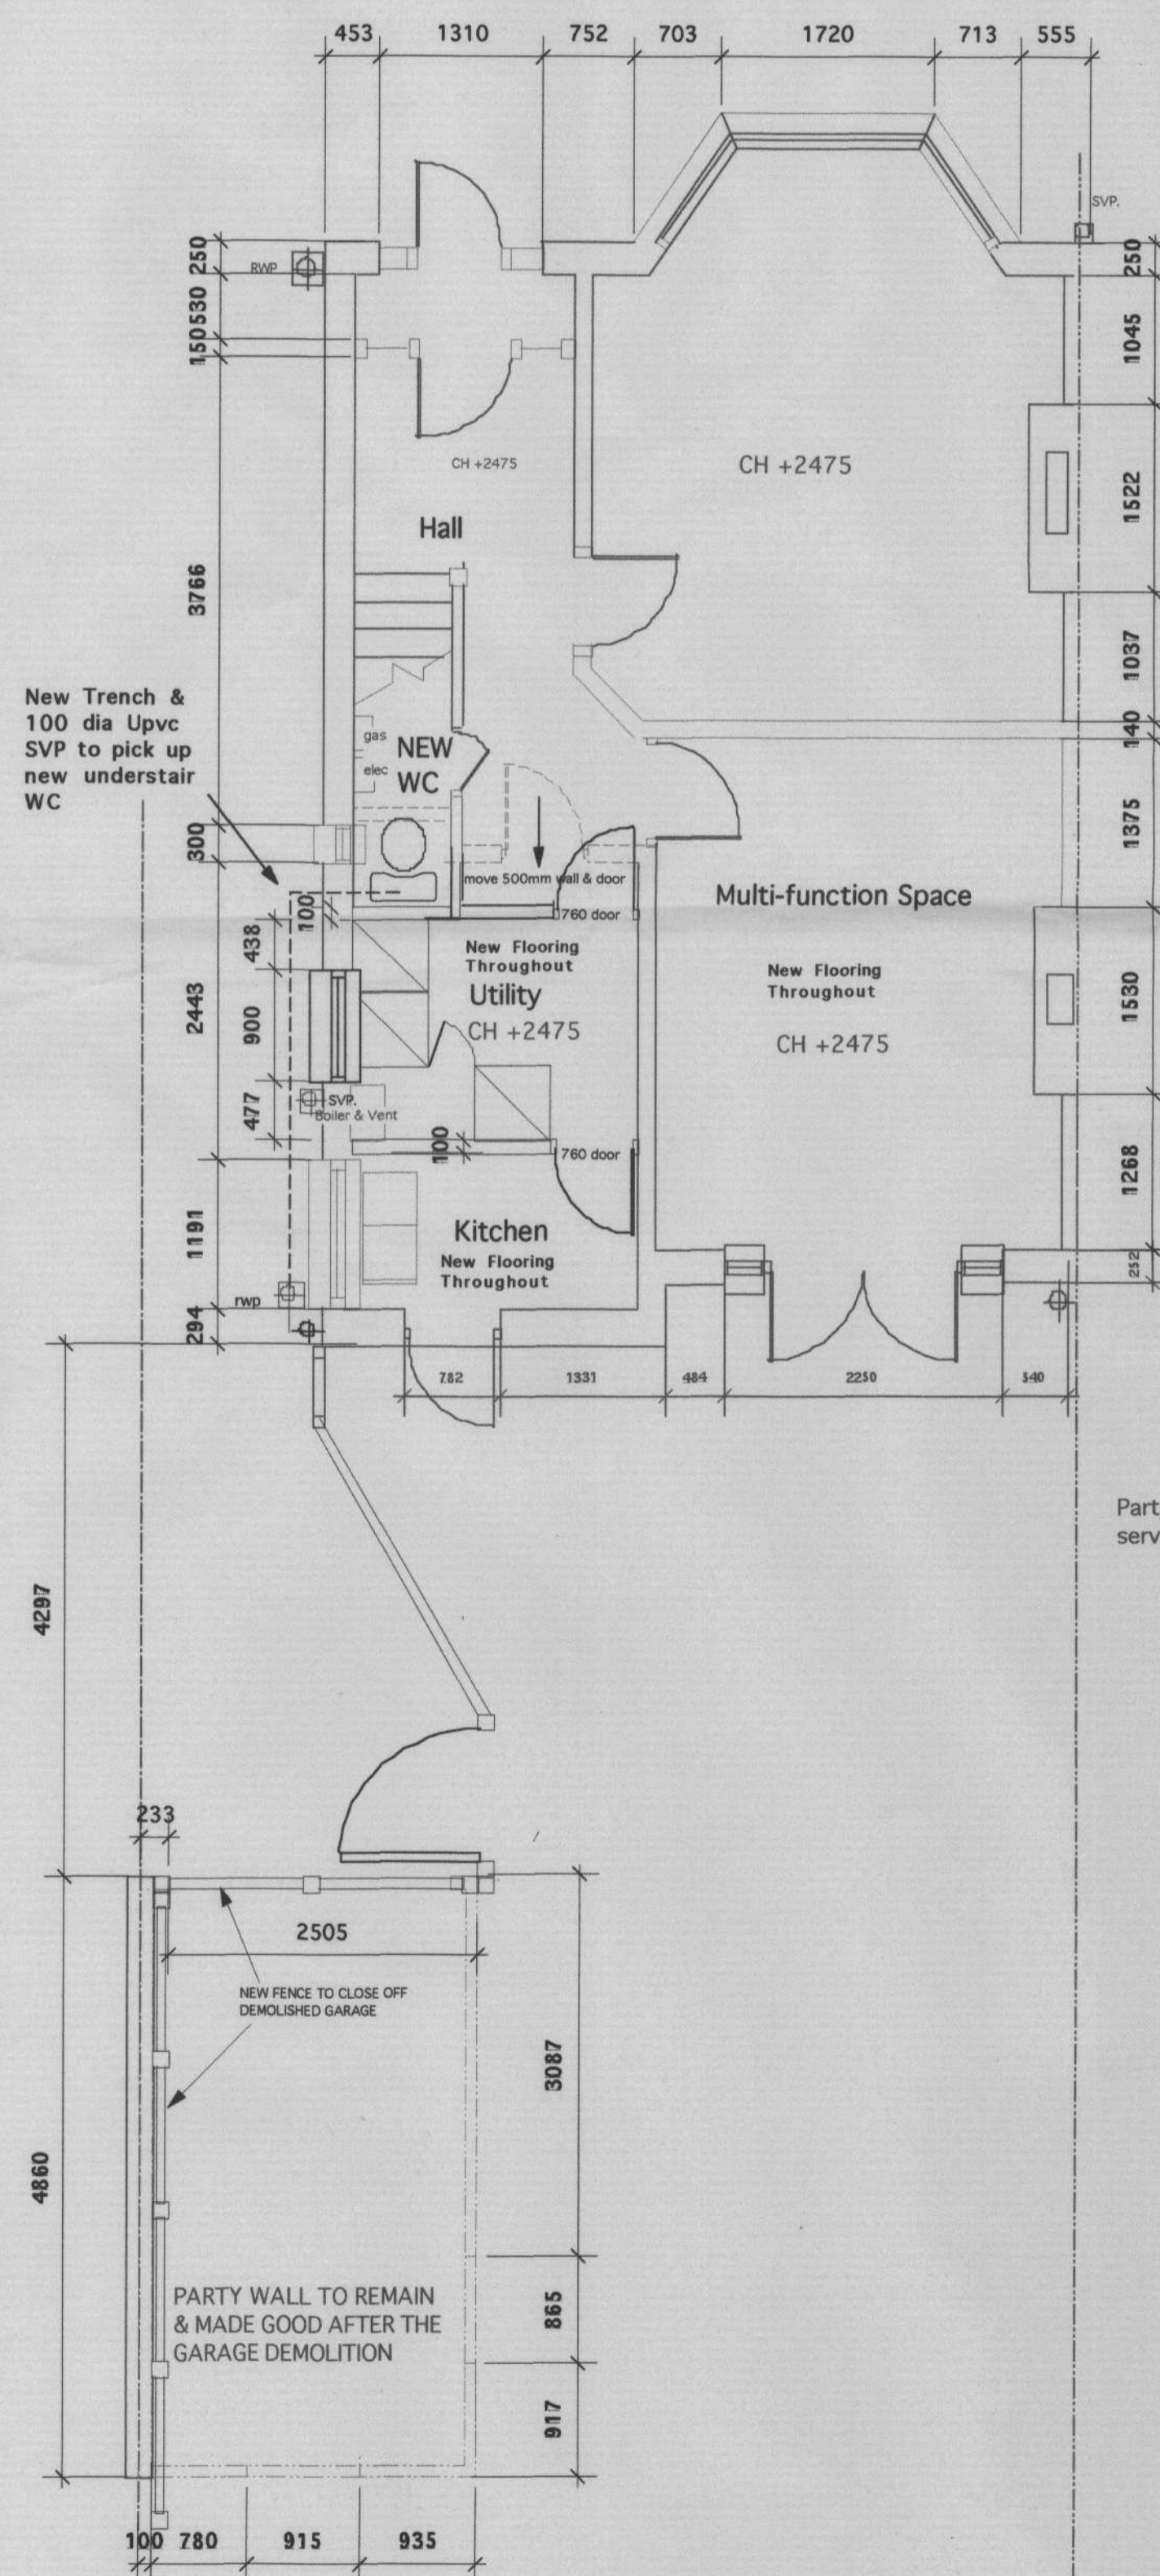 453 1310 752 703 1720 713 555
SVP.
250
RWP
530
150
250
1045
CH +2475
CH +2475
1522
Hall
3766
1037
New Trench &
100 dia Upvc
SVP to pick up
new understair
WC
gas
elec
NEW
WC
140
1375
300
move 500mm wall & door
760 door
100
438
Multi-function Space
New Flooring
Throughout
Utility
CH +2475
New Flooring
Throughout
CH +2475
2443
900
1530
477
SVP.
Boiler & Vent
100
760 door
1268
1191
Kitchen
New Flooring
Throughout
252
rwp
294
782 1331 484 2250 540
Part
serv
4297
233
2505
NEW FENCE TO CLOSE OFF
DEMOLISHED GARAGE
3087
4860
PARTY WALL TO REMAIN
& MADE GOOD AFTER THE
GARAGE DEMOLITION
865
917
100 780 915 935